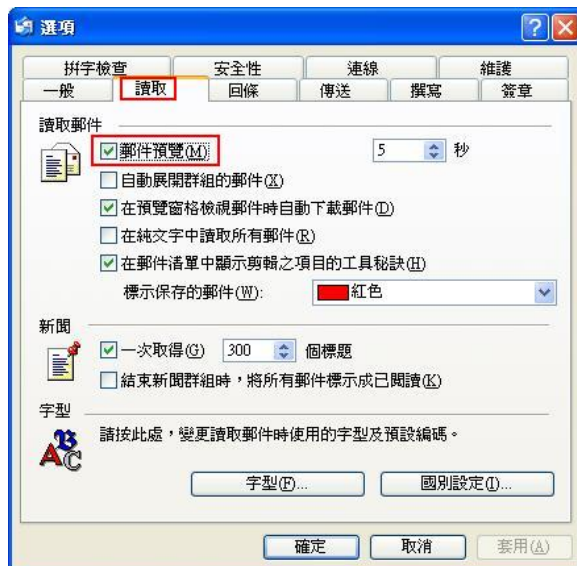 選項
拼字檢查 安全性 連線 維護
一般 讀取 回條 傳送 撰寫 簽章
讀取郵件
郵件預覽(M) 5 秒
自動展開群組的郵件(X)
在預覽窗格檢視郵件時自動下載郵件(D)
在純文字中讀取所有郵件(R)
在郵件清單中顯示剪輯之項目的工具秘訣(H)
標示保存的郵件(W): 紅色
新聞
一次取得(G) 300 個標題
結束新聞群組時，將所有郵件標示成已閱讀(K)
字型
請按此處，變更讀取郵件時使用的字型及預設編碼。
字型(F)... 國別設定(I)...
確定 取消 套用(A)